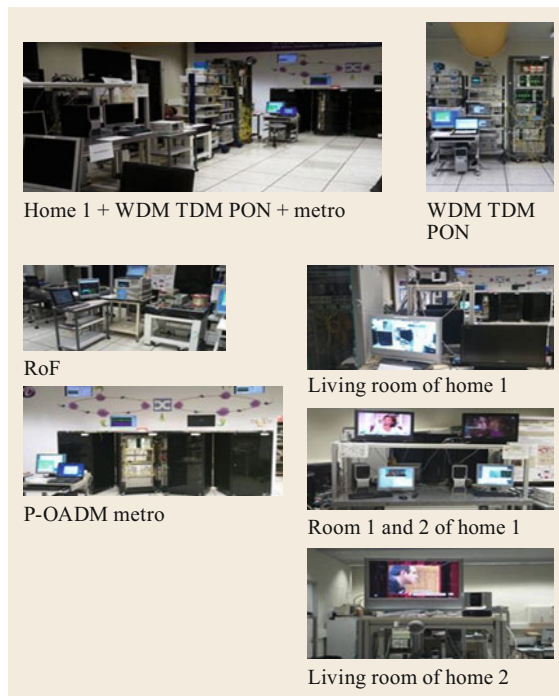 Home 1 + WDM TDM PON + metro
WDM TDM
PON
RoF
Living room of home 1
P-OADM metro
Room 1 and 2 of home 1
Living room of home 2